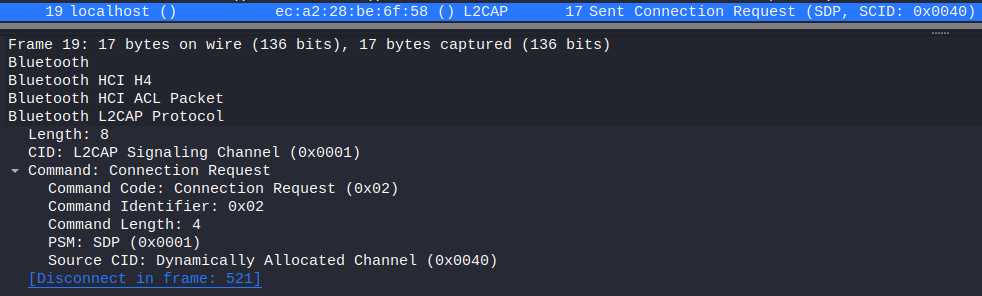 19 localhost () ec:a2:28:be:6f:58 () L2CAP 17 Sent Connection Request (SDP, SCID: 0x0040)
Frame 19: 17 bytes on wire (136 bits), 17 bytes captured (136 bits)
Bluetooth
Bluetooth HCI H4
Bluetooth HCI ACL Packet
Bluetooth L2CAP Protocol
Length: 8
CID: L2CAP Signaling Channel (0x0001)
Command: Connection Request
Command Code: Connection Request (0x02)
Command Identifier: 0x02
Command Length: 4
PSM: SDP (0x0001)
Source CID: Dynamically Allocated Channel (0x0040)
[Disconnect in frame: 521]